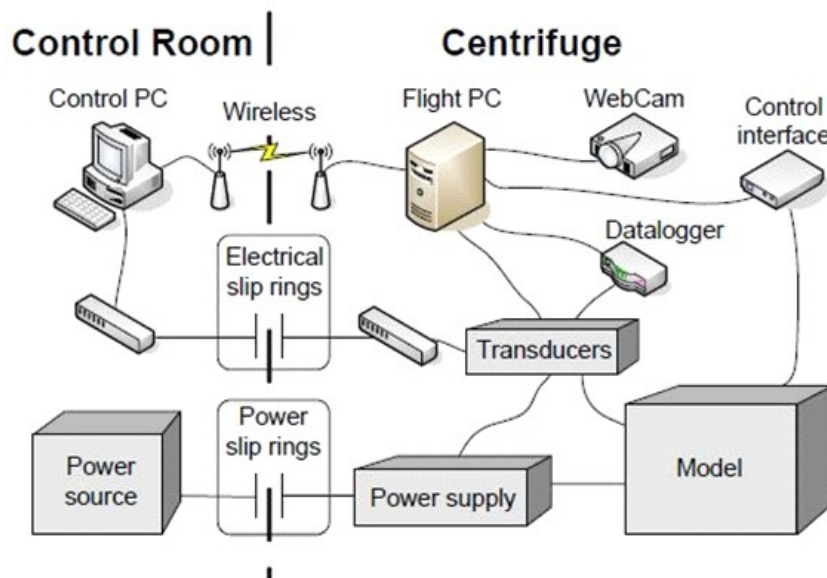 Control Room
Centrifuge
Control PC
Wireless
Flight PC
WebCam
Control
interface
Datalogger
Electrical
slip rings
Transducers
Power
slip rings
Power
source
Power supply
Model